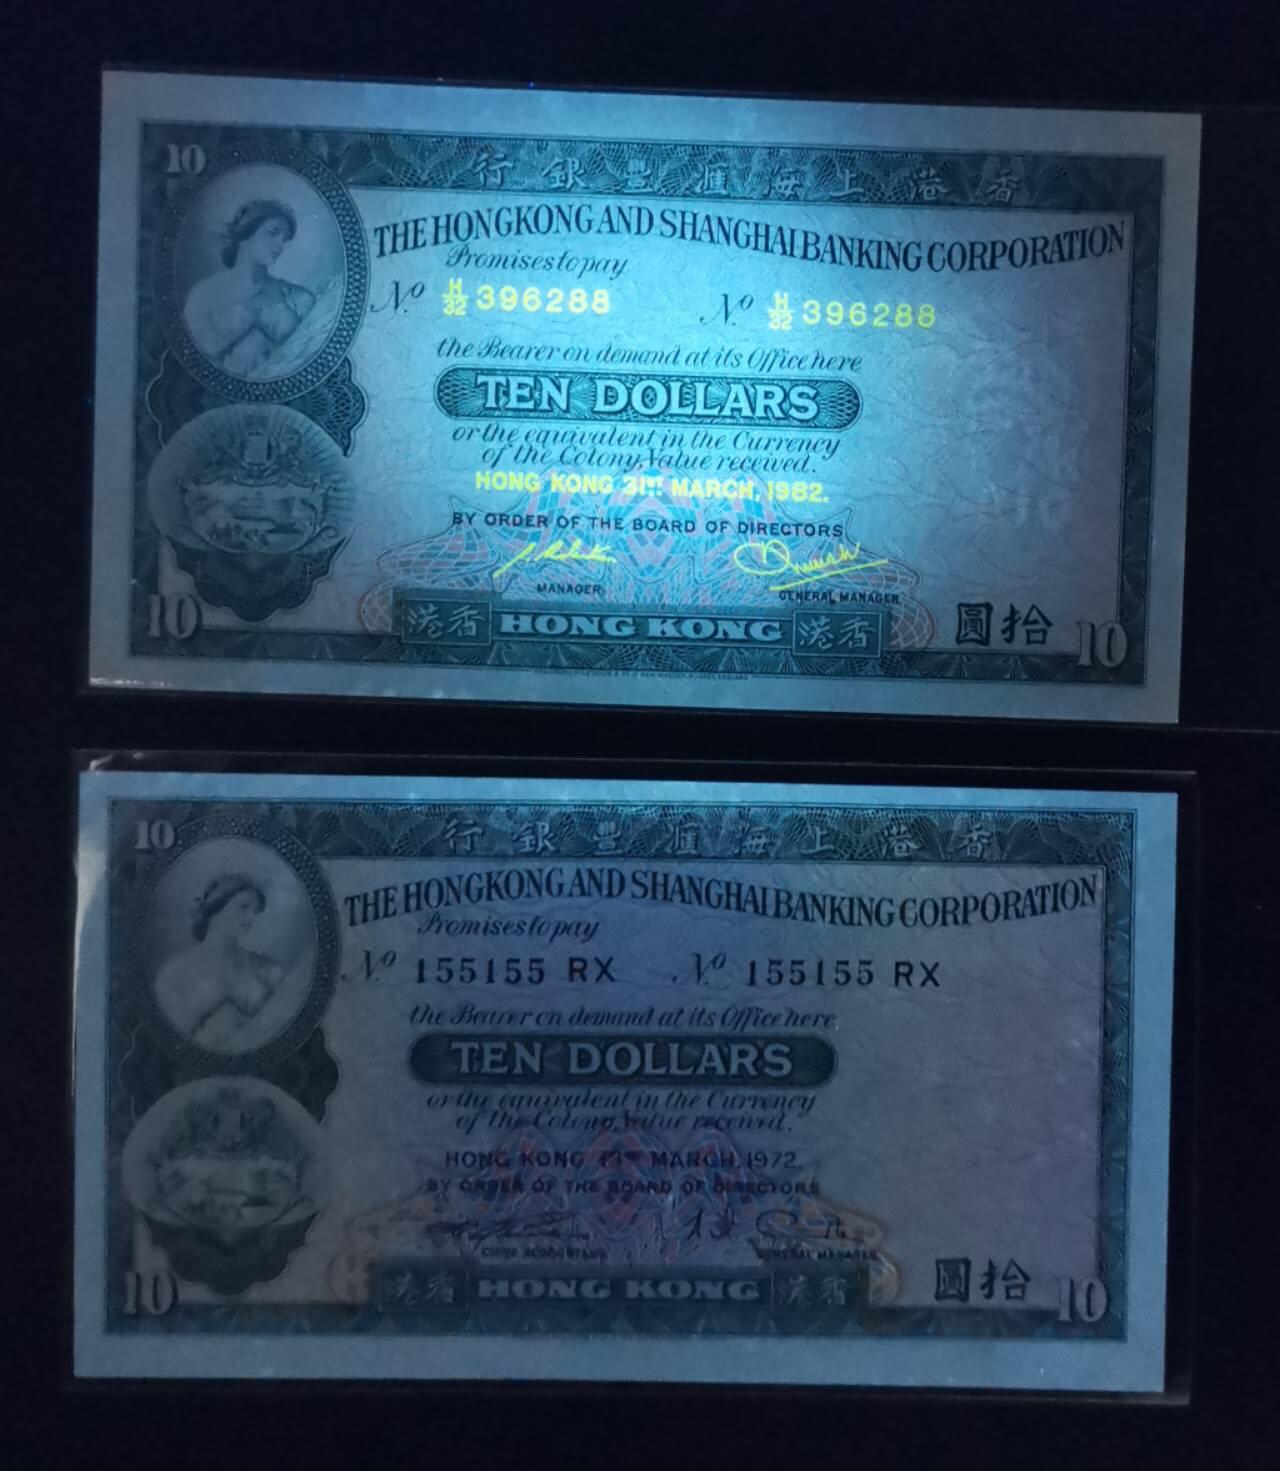 10
行銀豐滙海上港香
THE HONGKONG AND SHANGHAI BANKING CORPORATION
Promises to pay
No H/32 396288 No H/32 396288
the Bearer on demand at its Office here
TEN DOLLARS
or the equivalent in the Currency
of the Colony, Value received.
HONG KONG 31ST MARCH, 1982.
BY ORDER OF THE BOARD OF DIRECTORS
MANAGER GENERAL MANAGER
港香 HONG KONG 港香
圓拾
10 10
10
行銀豐滙海上港香
THE HONGKONG AND SHANGHAI BANKING CORPORATION
Promises to pay
No 155155 RX No 155155 RX
the Bearer on demand at its Office here
TEN DOLLARS
or the equivalent in the Currency
of the Colony, Value received.
HONG KONG 13TH MARCH, 1972.
BY ORDER OF THE BOARD OF DIRECTORS
CHIEF ACCOUNTANT GENERAL MANAGER
港香 HONG KONG 港香
圓拾
10 10